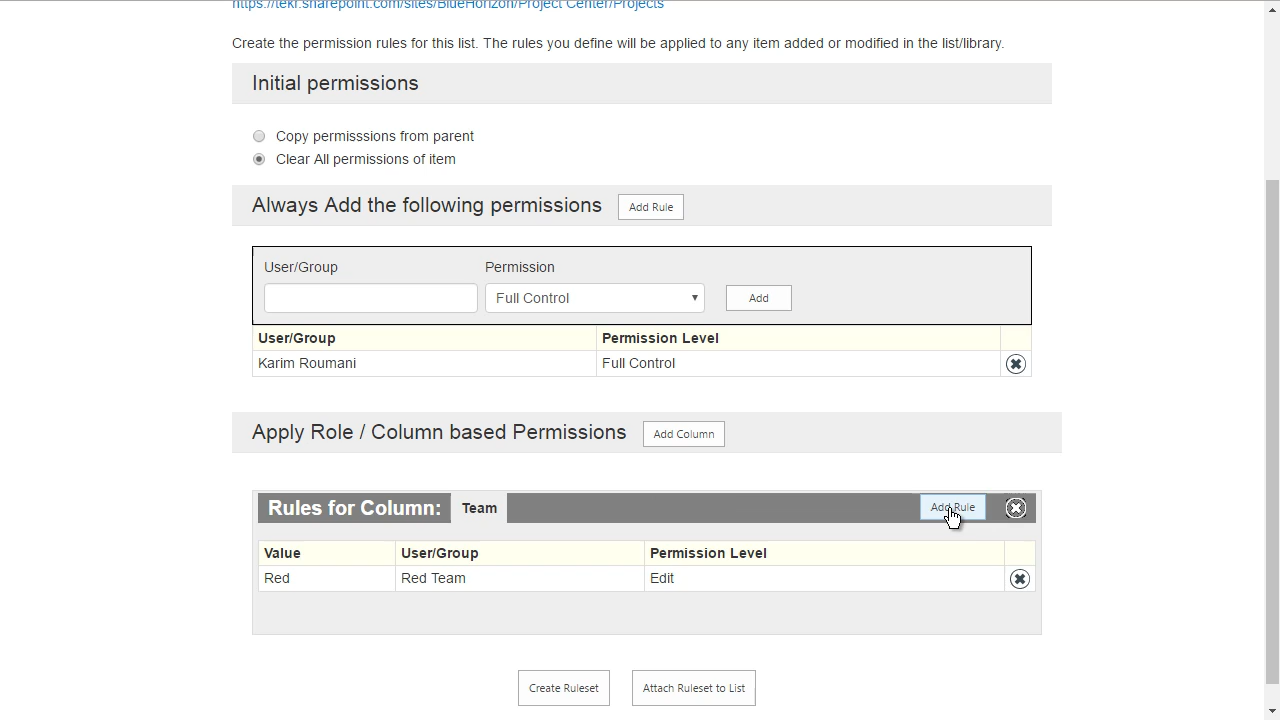 https://tekf.sharepoint.com/sites/BlueHorizon/Project Center/Projects
Create the permission rules for this list. The rules you define will be applied to any item added or modified in the list/library.
Initial permissions
Copy permisssions from parent
Clear All permissions of item
Always Add the following permissions Add Rule
User/Group Permission
Full Control Add
User/Group Permission Level
Karim Roumani Full Control
Apply Role / Column based Permissions Add Column
Rules for Column: Team Add Rule
Value User/Group Permission Level
Red Red Team Edit
Create Ruleset Attach Ruleset to List